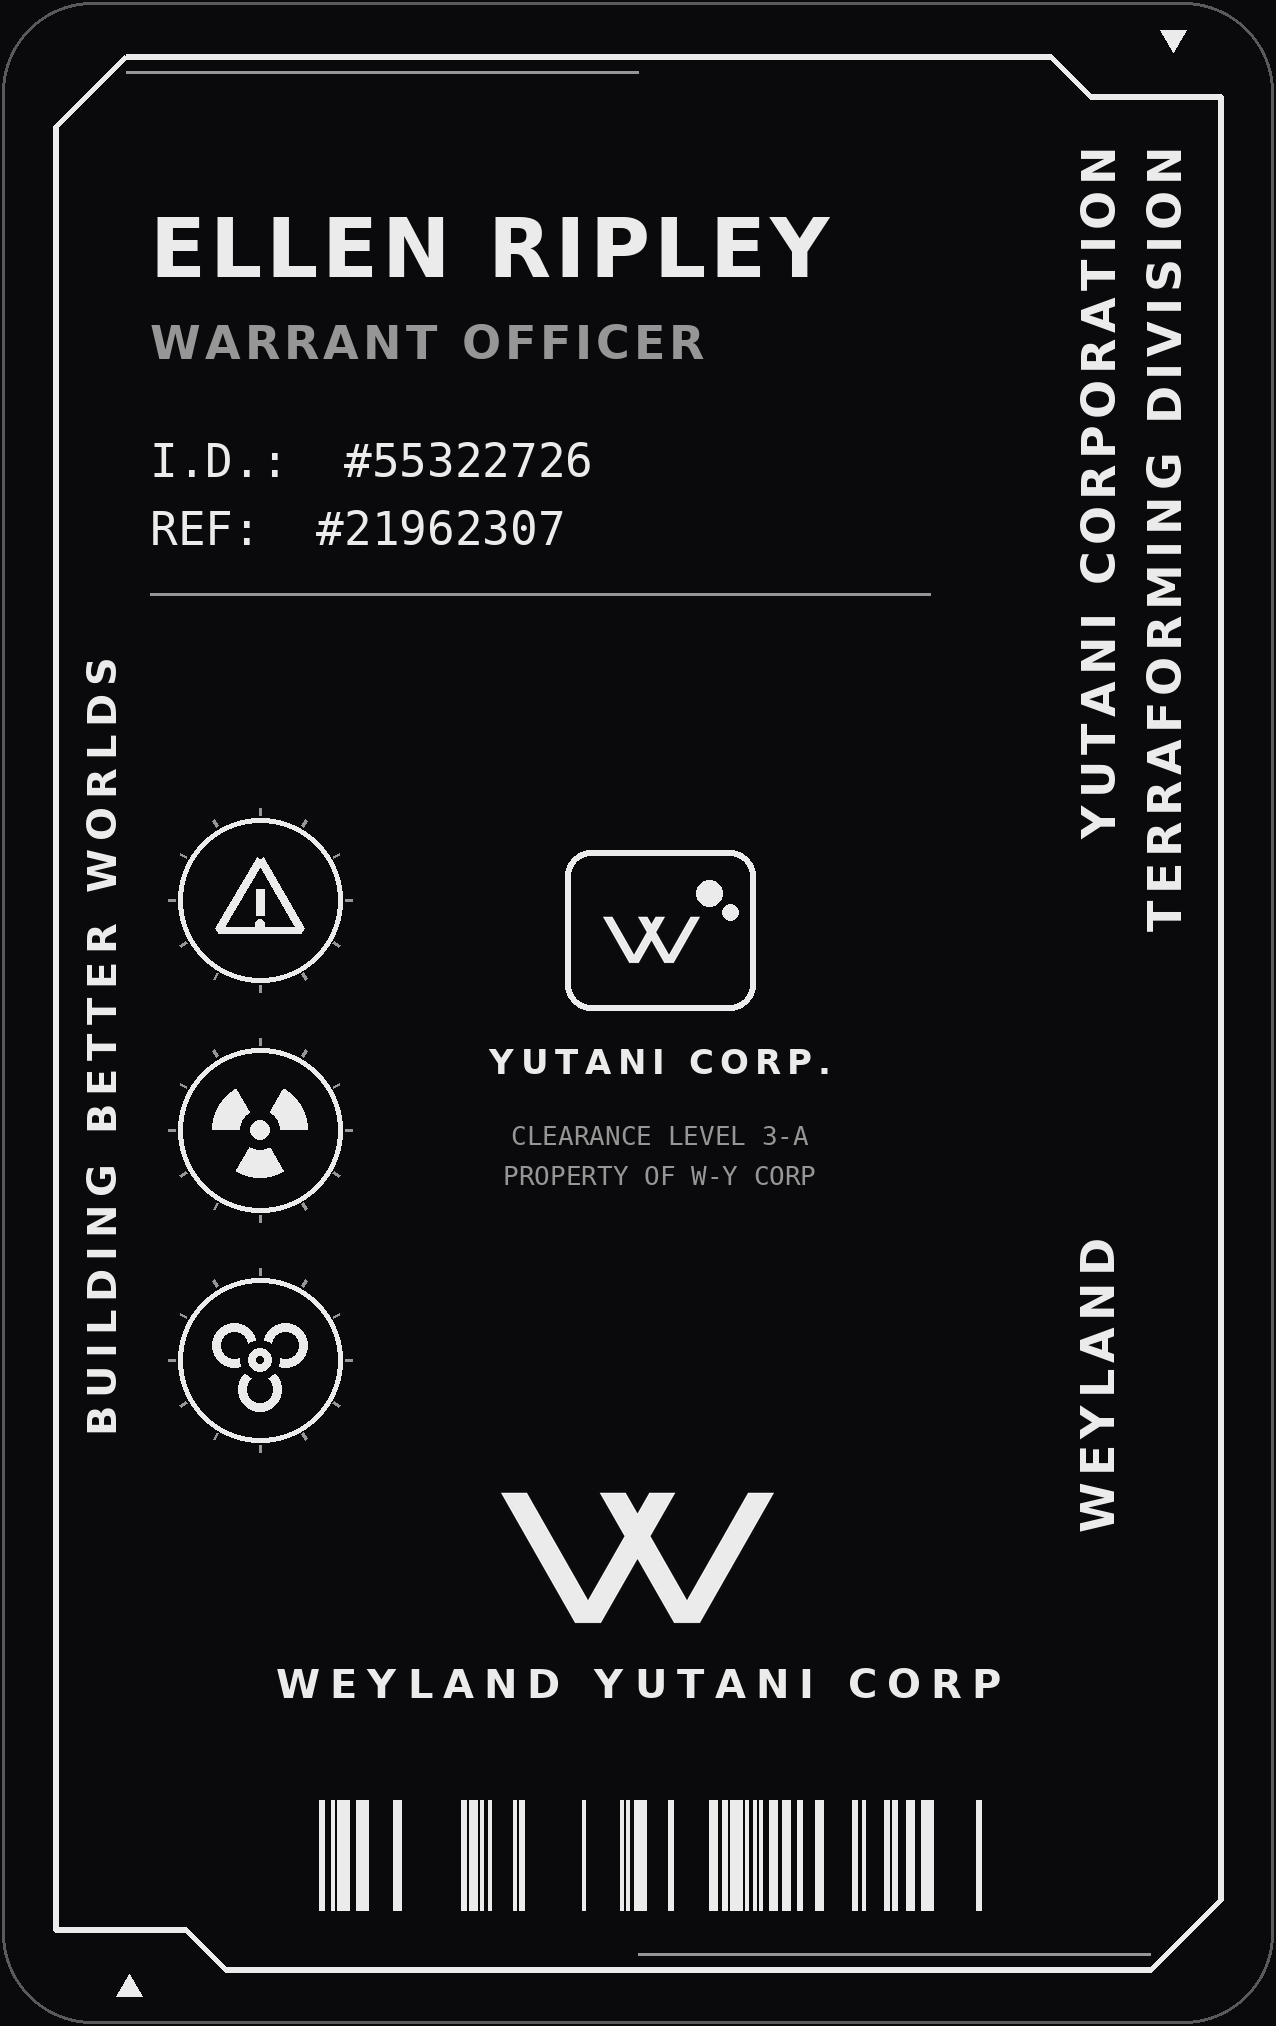 ELLEN RIPLEY
WARRANT OFFICER
I.D.: #55322726
REF: #21962307
YUTANI CORPORATION
TERRAFORMING DIVISION
BUILDING BETTER WORLDS
W
YUTANI CORP.
CLEARANCE LEVEL 3-A
PROPERTY OF W-Y CORP
WEYLAND
W
WEYLAND YUTANI CORP